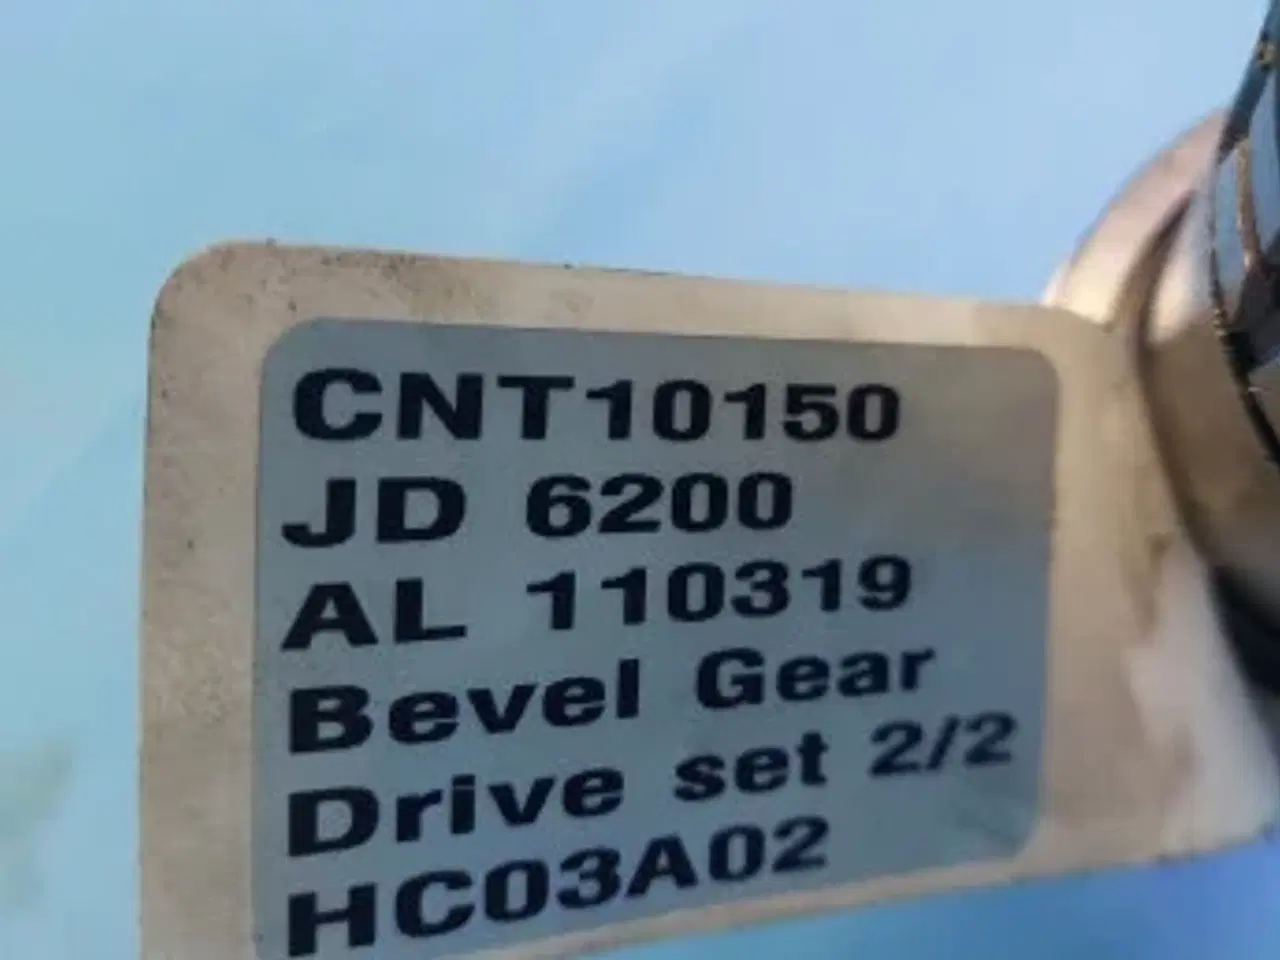 CNT10150
JD 6200
AL 110319
Bevel Gear
Drive set 2/2
HC03A02